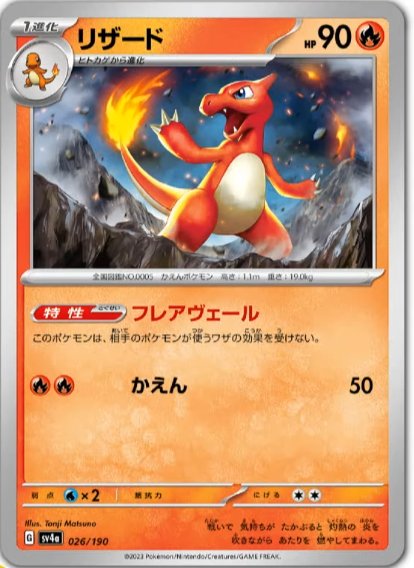 1進化
リザード
HP 90
ヒトカゲから進化
全国図鑑NO.0005 かえんポケモン 高さ：1.1m 重さ：19.0kg
特性 フレアヴェール
このポケモンは、相手のポケモンが使うワザの効果を受けない。
かえん 50
弱点 ×2 抵抗力 にげる
Illus. Tonji Matsuno
G sv4a 026/190
戦いで 気持ちが たかぶると 灼熱の 炎を
吹きながら あたりを 燃やしてまわる。
©2023 Pokémon/Nintendo/Creatures/GAME FREAK.